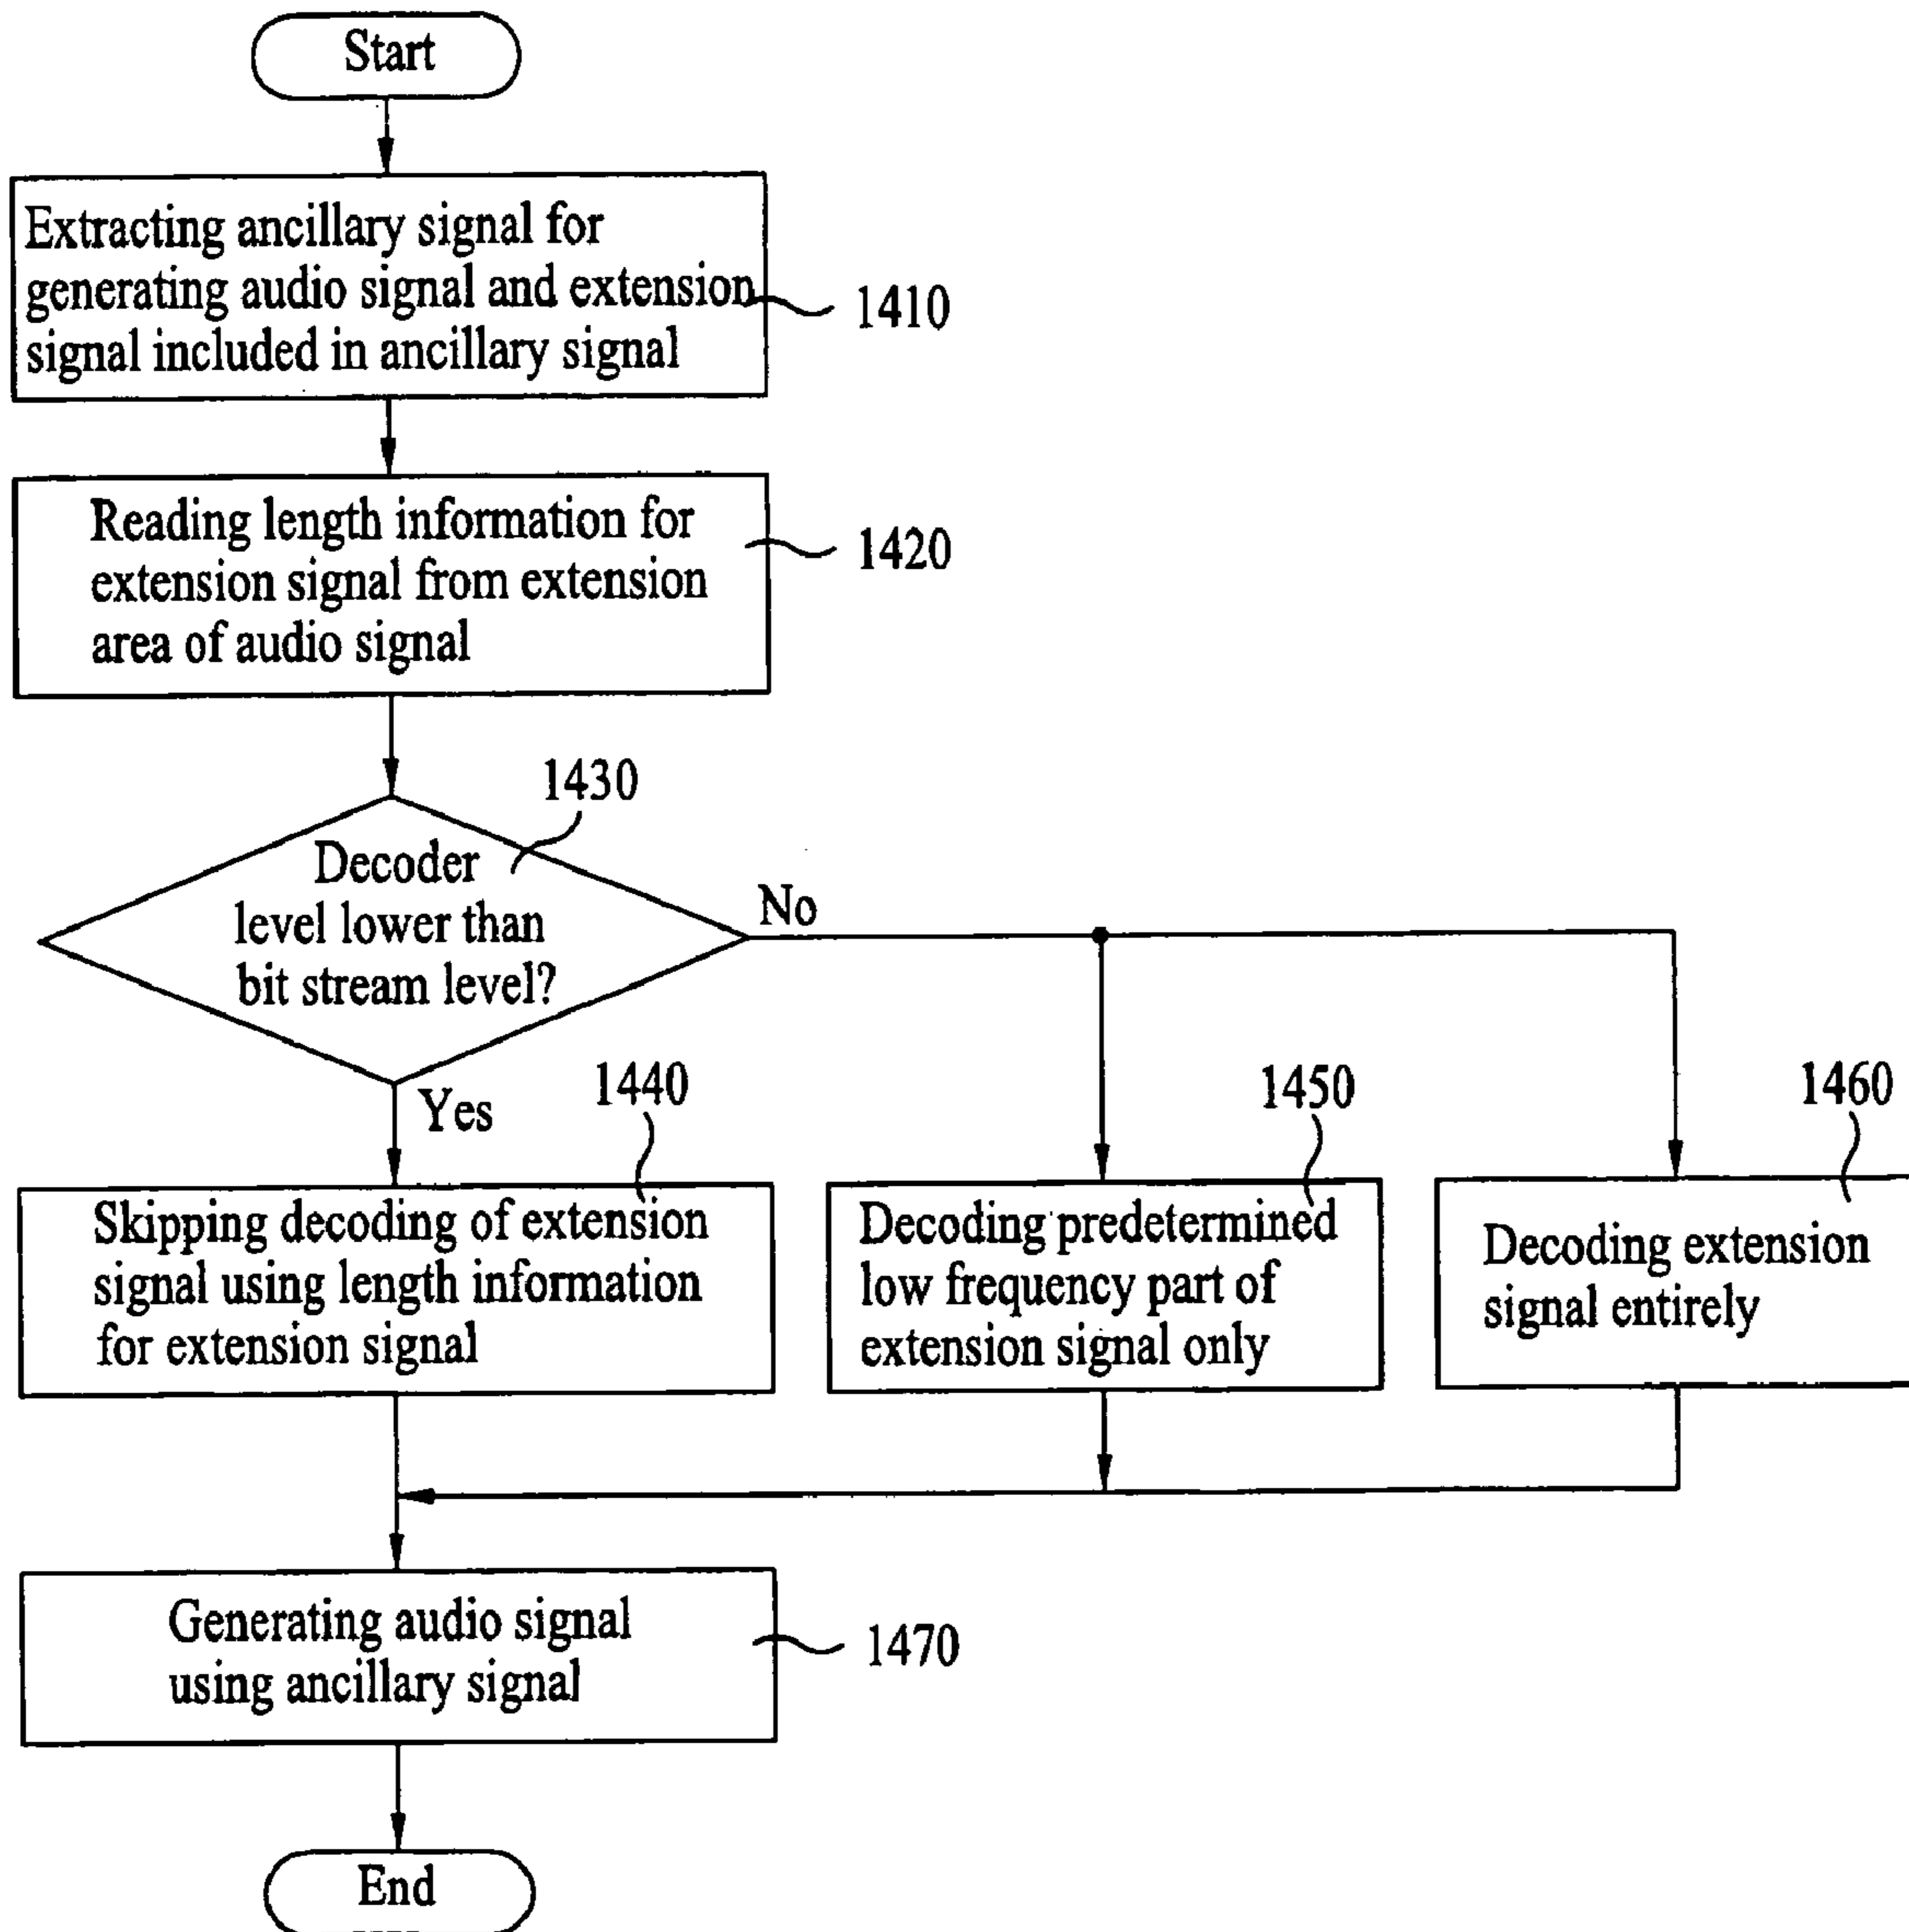 Start
Extracting ancillary signal for
generating audio signal and extension
signal included in ancillary signal
1410
Reading length information for
extension signal from extension
area of audio signal
1420
1430
Decoder
level lower than
bit stream level?
No
Yes
1440
1450
1460
Skipping decoding of extension
signal using length information
for extension signal
Decoding predetermined
low frequency part of
extension signal only
Decoding extension
signal entirely
Generating audio signal
using ancillary signal
1470
End